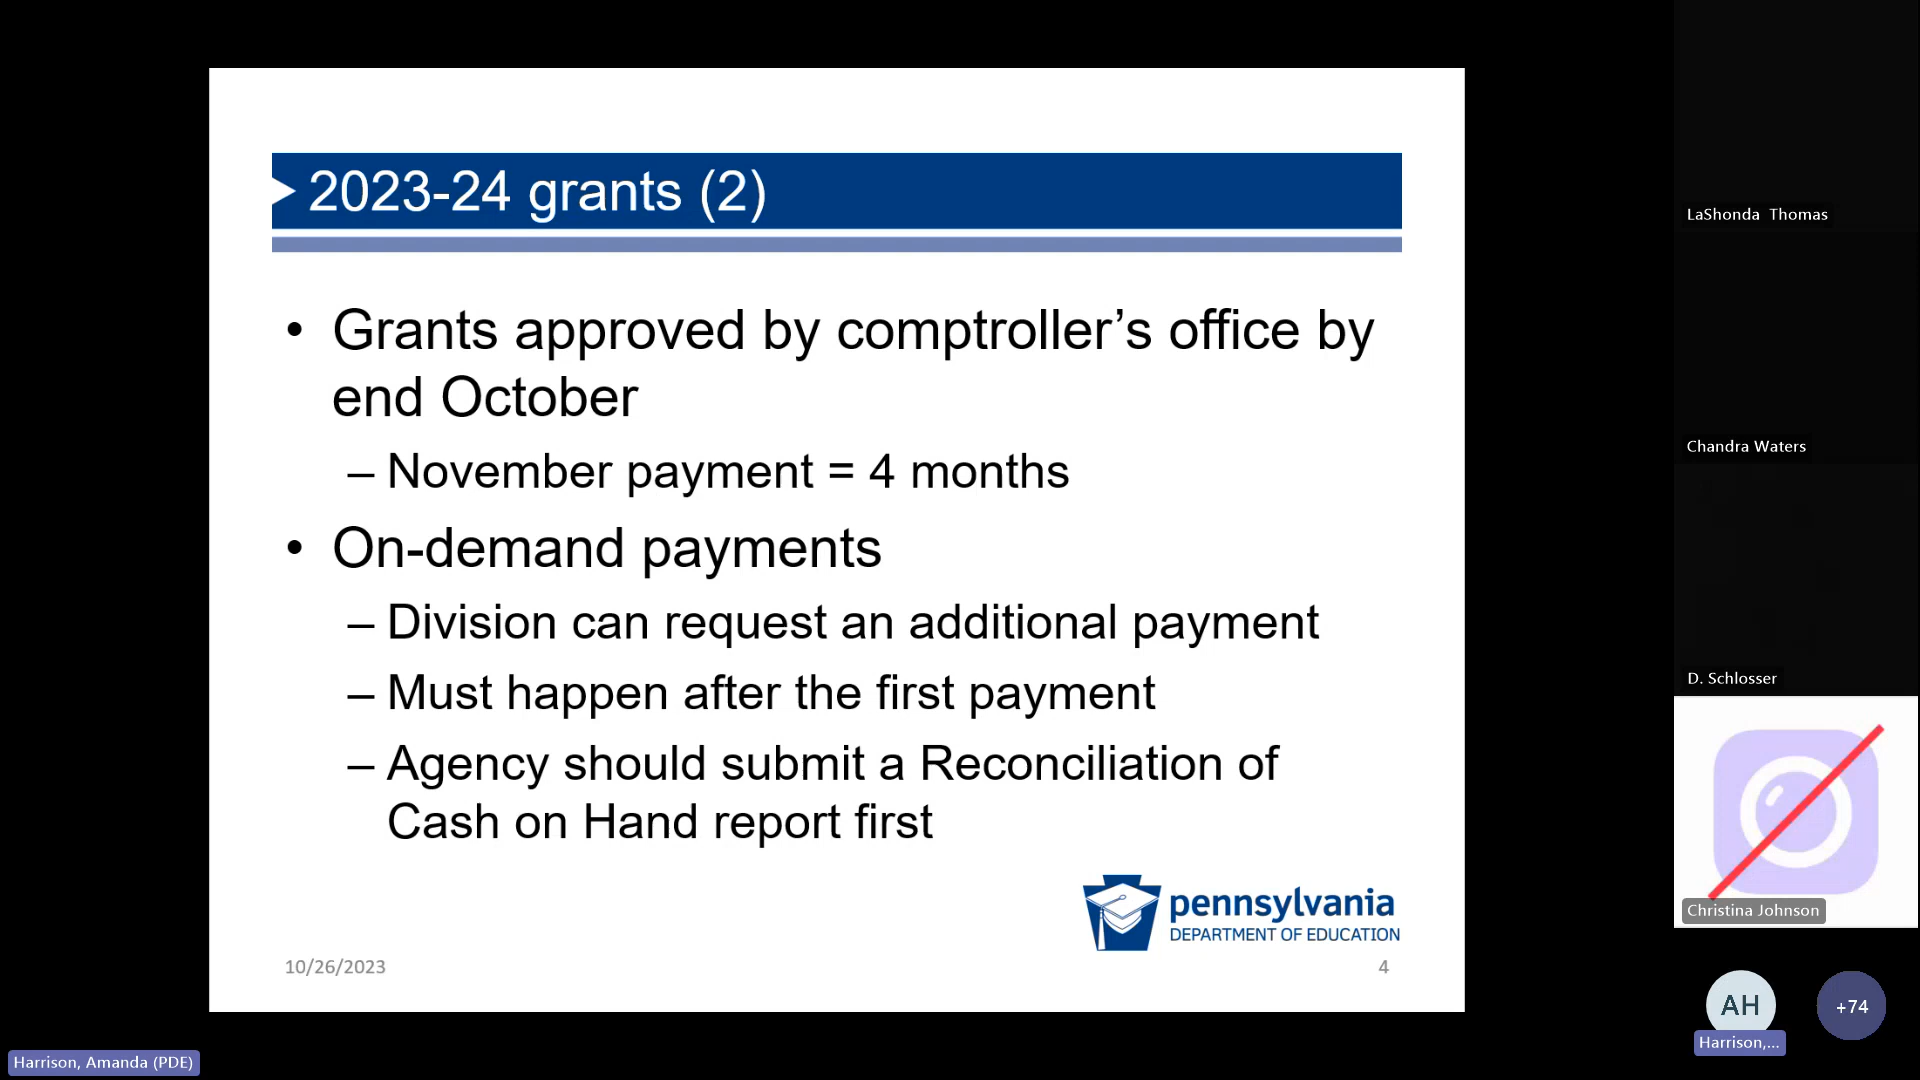 2023-24 grants (2)
• Grants approved by comptroller’s office by
end October
– November payment = 4 months
• On-demand payments
– Division can request an additional payment
– Must happen after the first payment
– Agency should submit a Reconciliation of
Cash on Hand report first
pennsylvania
DEPARTMENT OF EDUCATION
10/26/2023
4
LaShonda Thomas
Chandra Waters
D. Schlosser
Christina Johnson
AH
+74
Harrison,...
Harrison, Amanda (PDE)